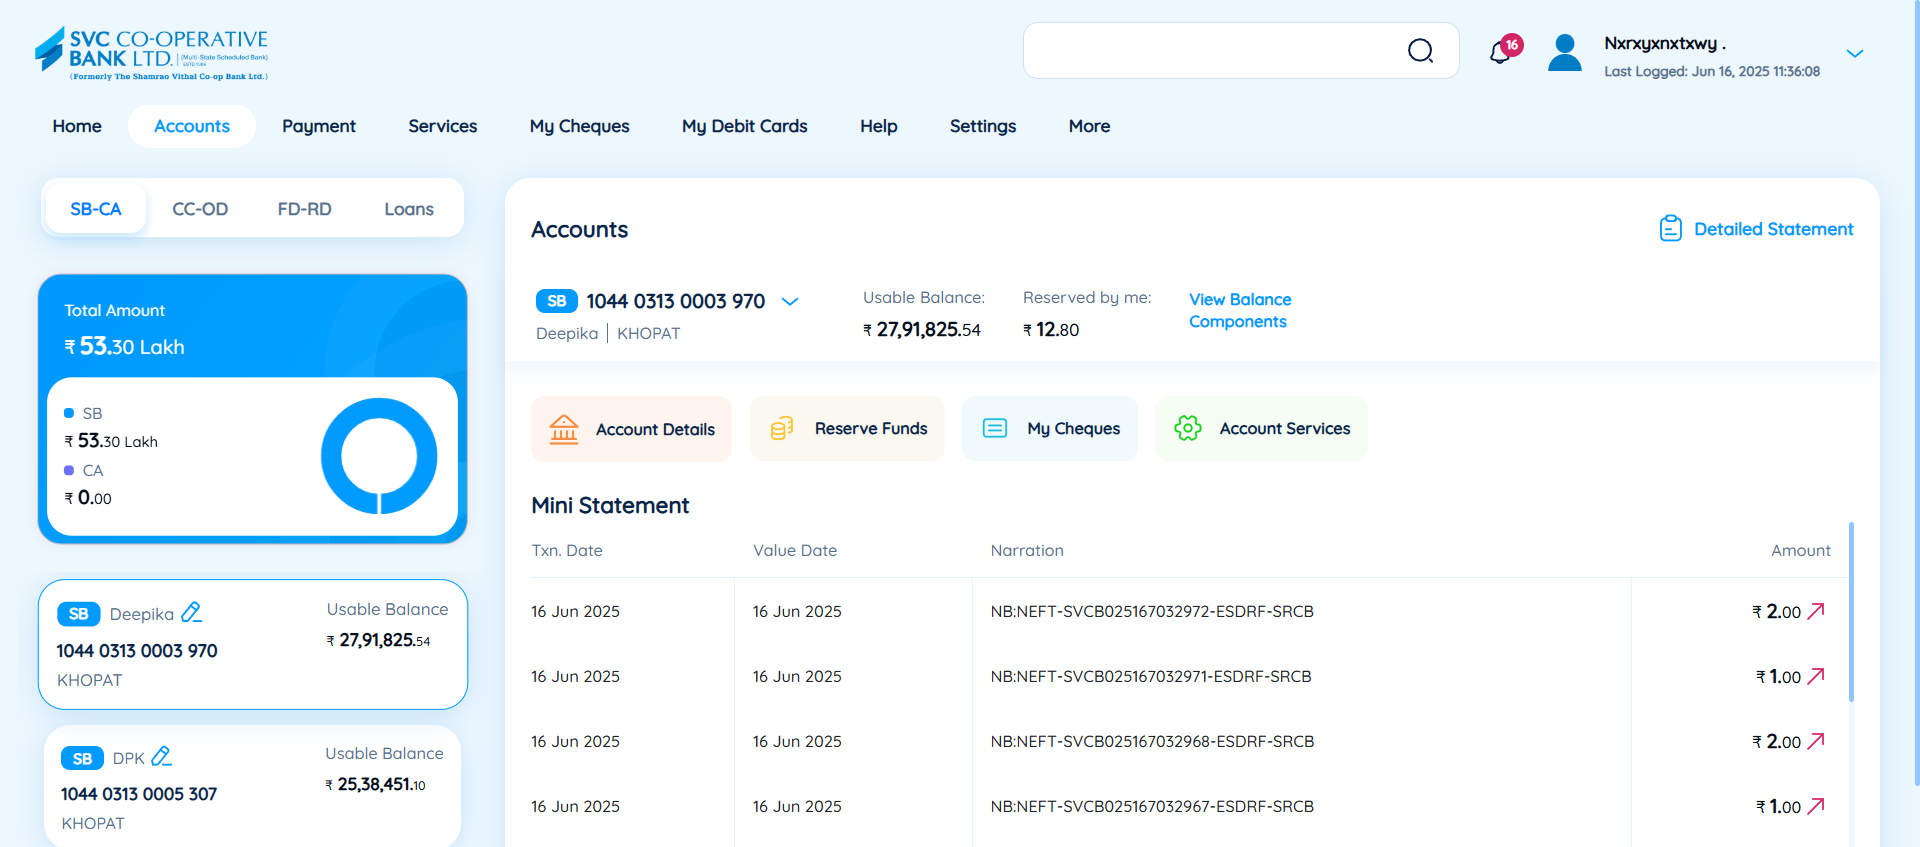 SVC CO-OPERATIVE
BANK LTD. (Multi-State Scheduled Bank)
ESTD 1906
(Formerly The Shamrao Vithal Co-op Bank Ltd.)
16
Nxrxyxnxtxwy .
Last Logged: Jun 16, 2025 11:36:08
Home Accounts Payment Services My Cheques My Debit Cards Help Settings More
SB-CA CC-OD FD-RD Loans
Total Amount
₹ 53.30 Lakh
SB
₹ 53.30 Lakh
CA
₹ 0.00
SB Deepika Usable Balance
1044 0313 0003 970 ₹ 27,91,825.54
KHOPAT
SB DPK Usable Balance
1044 0313 0005 307 ₹ 25,38,451.10
KHOPAT
Accounts Detailed Statement
SB 1044 0313 0003 970
Deepika | KHOPAT
Usable Balance:
₹ 27,91,825.54
Reserved by me:
₹ 12.80
View Balance
Components
Account Details Reserve Funds My Cheques Account Services
Mini Statement
Txn. Date Value Date Narration Amount
16 Jun 2025 16 Jun 2025 NB:NEFT-SVCB025167032972-ESDRF-SRCB ₹ 2.00
16 Jun 2025 16 Jun 2025 NB:NEFT-SVCB025167032971-ESDRF-SRCB ₹ 1.00
16 Jun 2025 16 Jun 2025 NB:NEFT-SVCB025167032968-ESDRF-SRCB ₹ 2.00
16 Jun 2025 16 Jun 2025 NB:NEFT-SVCB025167032967-ESDRF-SRCB ₹ 1.00